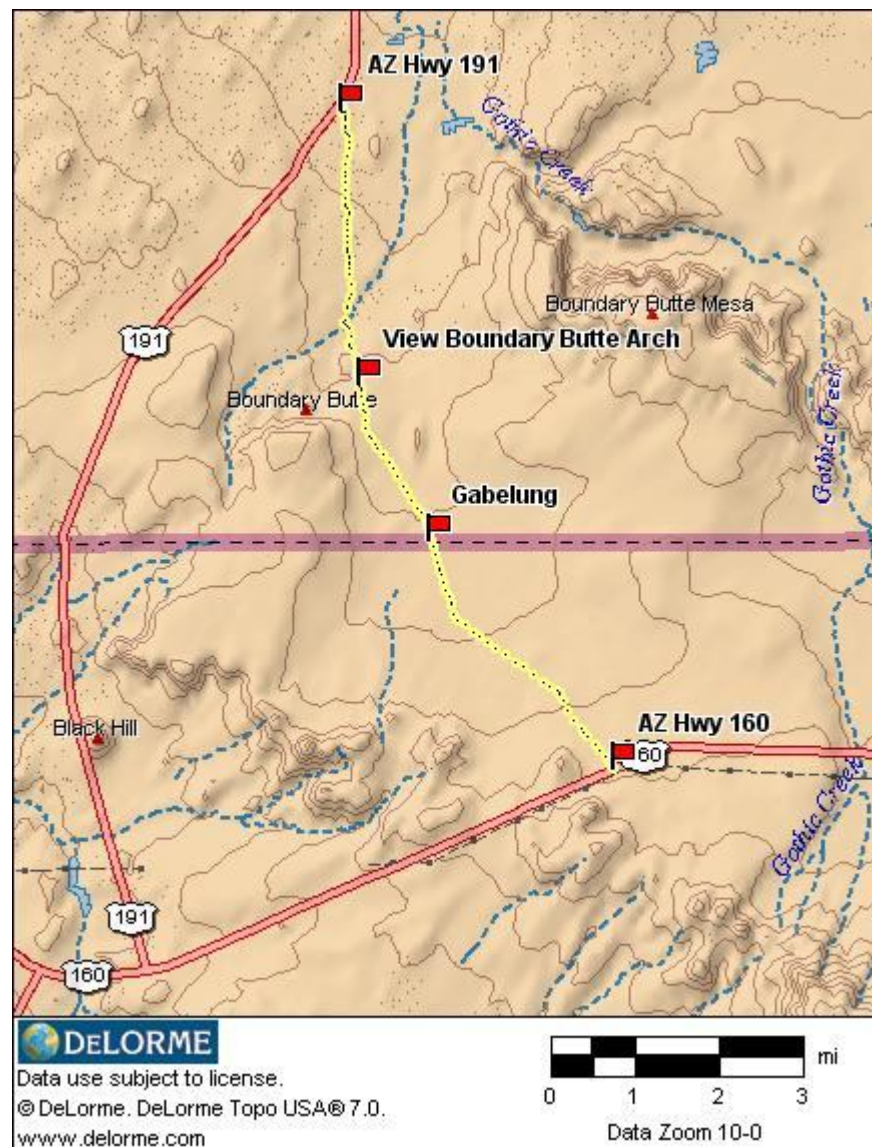 AZ Hwy 191
Gothic Creek
Boundary Butte Mesa
191
View Boundary Butte Arch
Boundary Butte
Gothic Creek
Gabelung
Black Hill
AZ Hwy 160
60
Gothic Creek
191
160
DELORME
Data use subject to license.
© DeLorme. DeLorme Topo USA® 7.0.
www.delorme.com
mi
0 1 2 3
Data Zoom 10-0